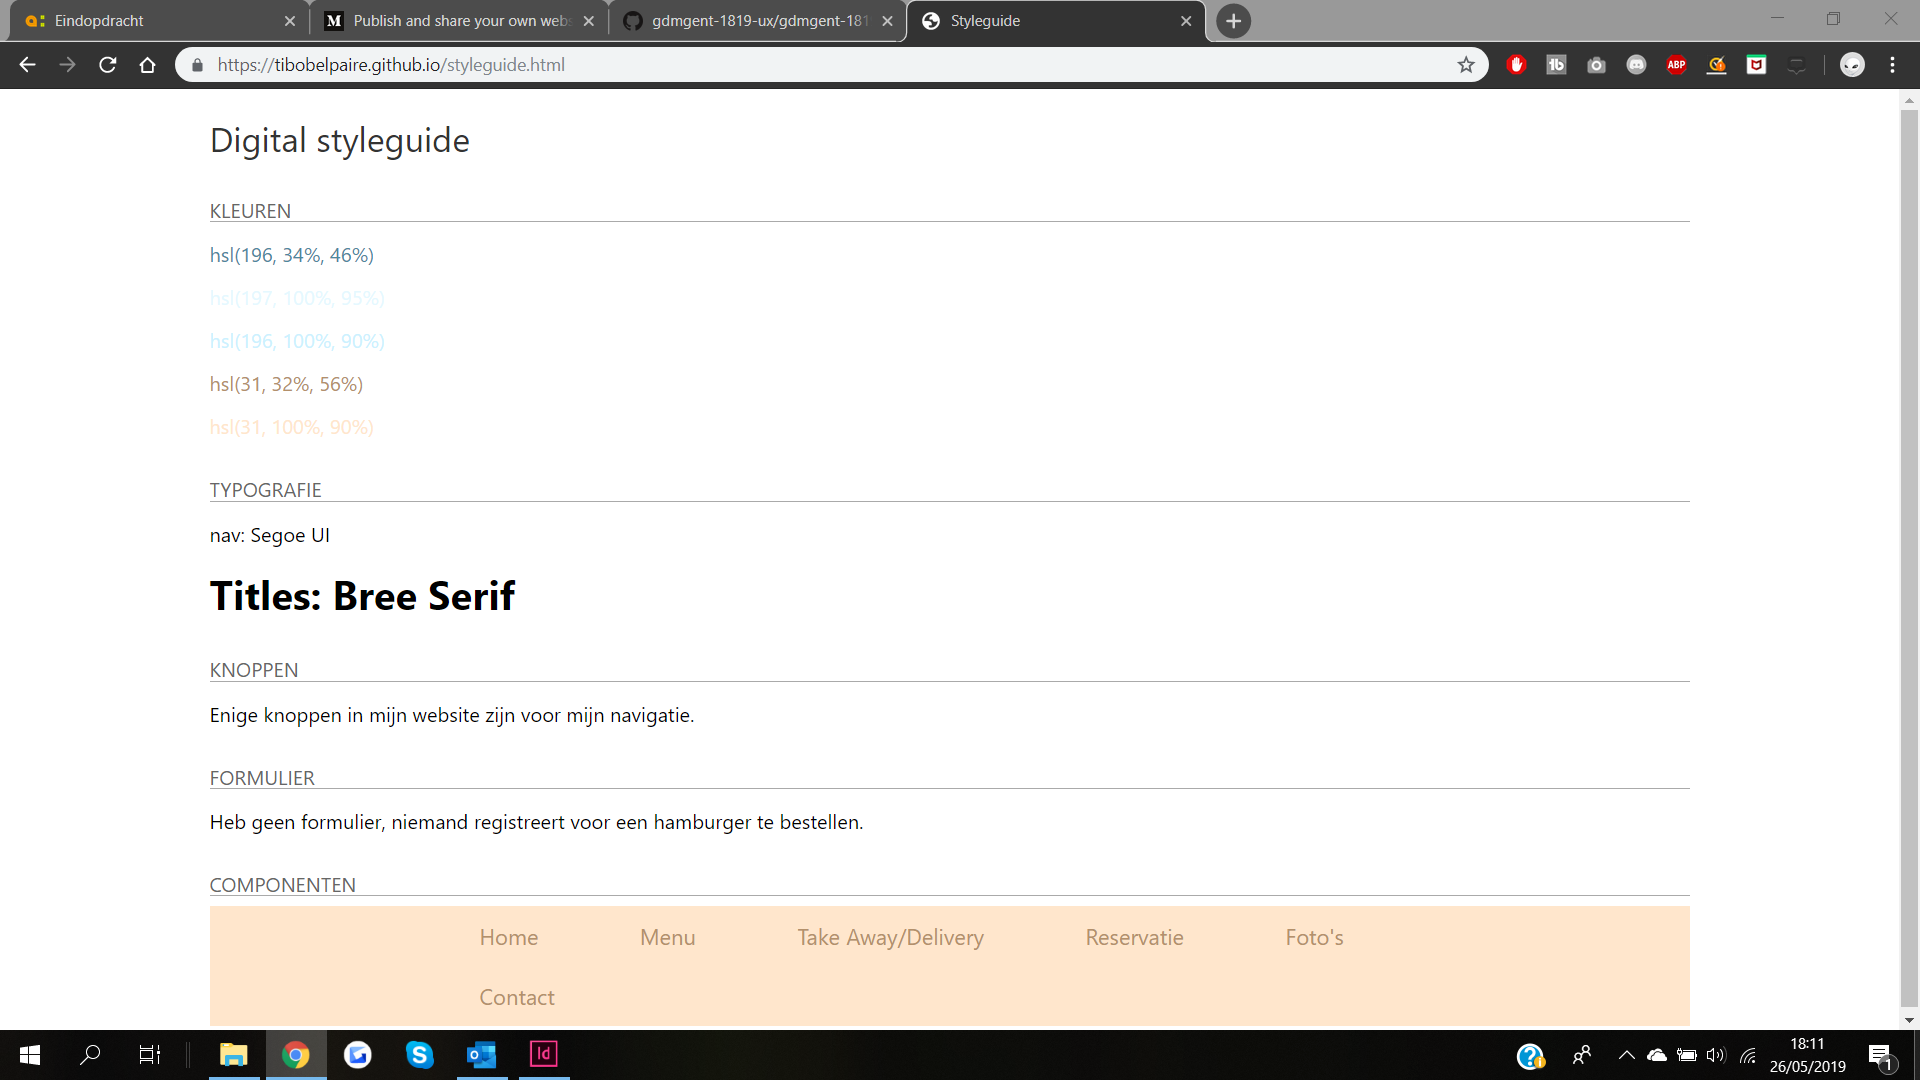 Eindopdracht
Publish and share your own webs
gdmgent-1819-ux/gdmgent-181
Styleguide
https://tibobelpaire.github.io/styleguide.html
Digital styleguide
KLEUREN
hsl(196, 34%, 46%)
hsl(197, 100%, 95%)
hsl(196, 100%, 90%)
hsl(31, 32%, 56%)
hsl(31, 100%, 90%)
TYPOGRAFIE
nav: Segoe UI
Titles: Bree Serif
KNOPPEN
Enige knoppen in mijn website zijn voor mijn navigatie.
FORMULIER
Heb geen formulier, niemand registreert voor een hamburger te bestellen.
COMPONENTEN
Home Menu Take Away/Delivery Reservatie Foto's
Contact
18:11
26/05/2019
1